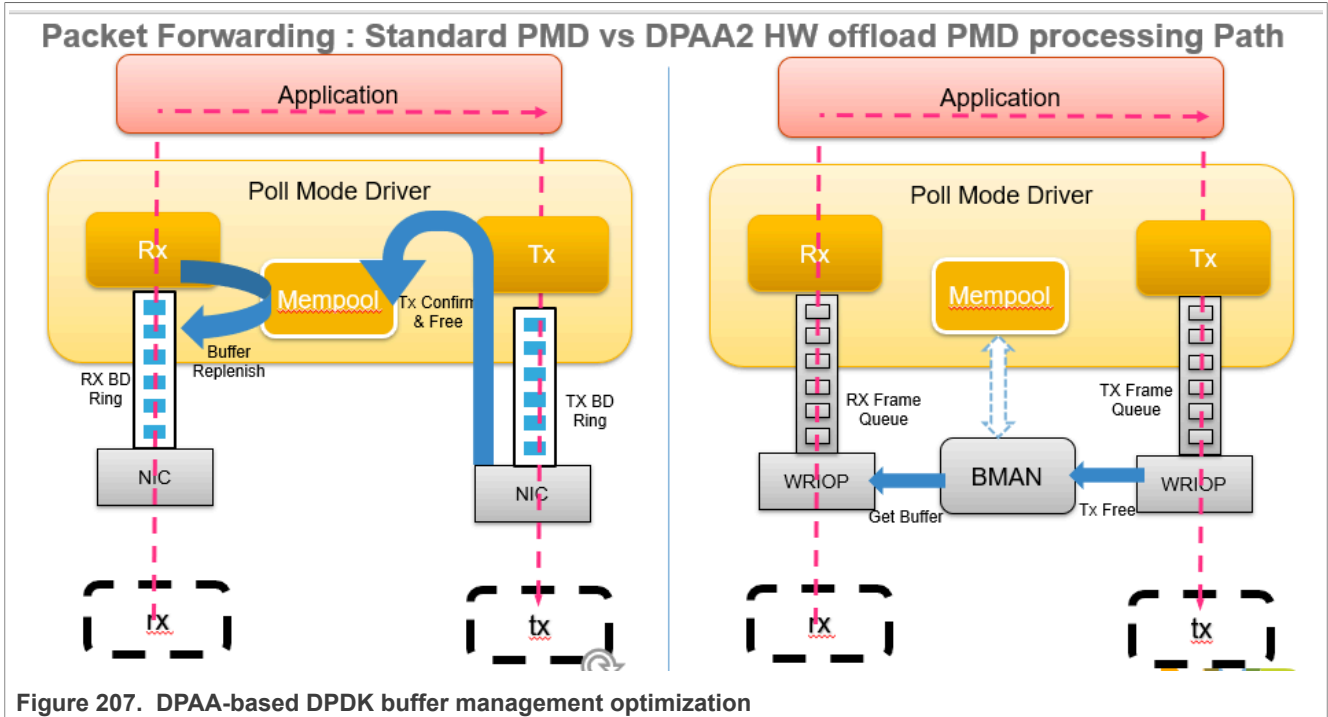 Packet Forwarding : Standard PMD vs DPAA2 HW offload PMD processing Path
Application
Poll Mode Driver
Rx
Mempool
Tx Confirm
& Free
Tx
Buffer
Replenish
RX BD
Ring
TX BD
Ring
NIC
NIC
rx
tx
Application
Poll Mode Driver
Rx
Mempool
Tx
RX Frame
Queue
TX Frame
Queue
WRIOP
BMAN
WRIOP
Get Buffer
Tx Free
rx
tx
Figure 207. DPAA-based DPDK buffer management optimization